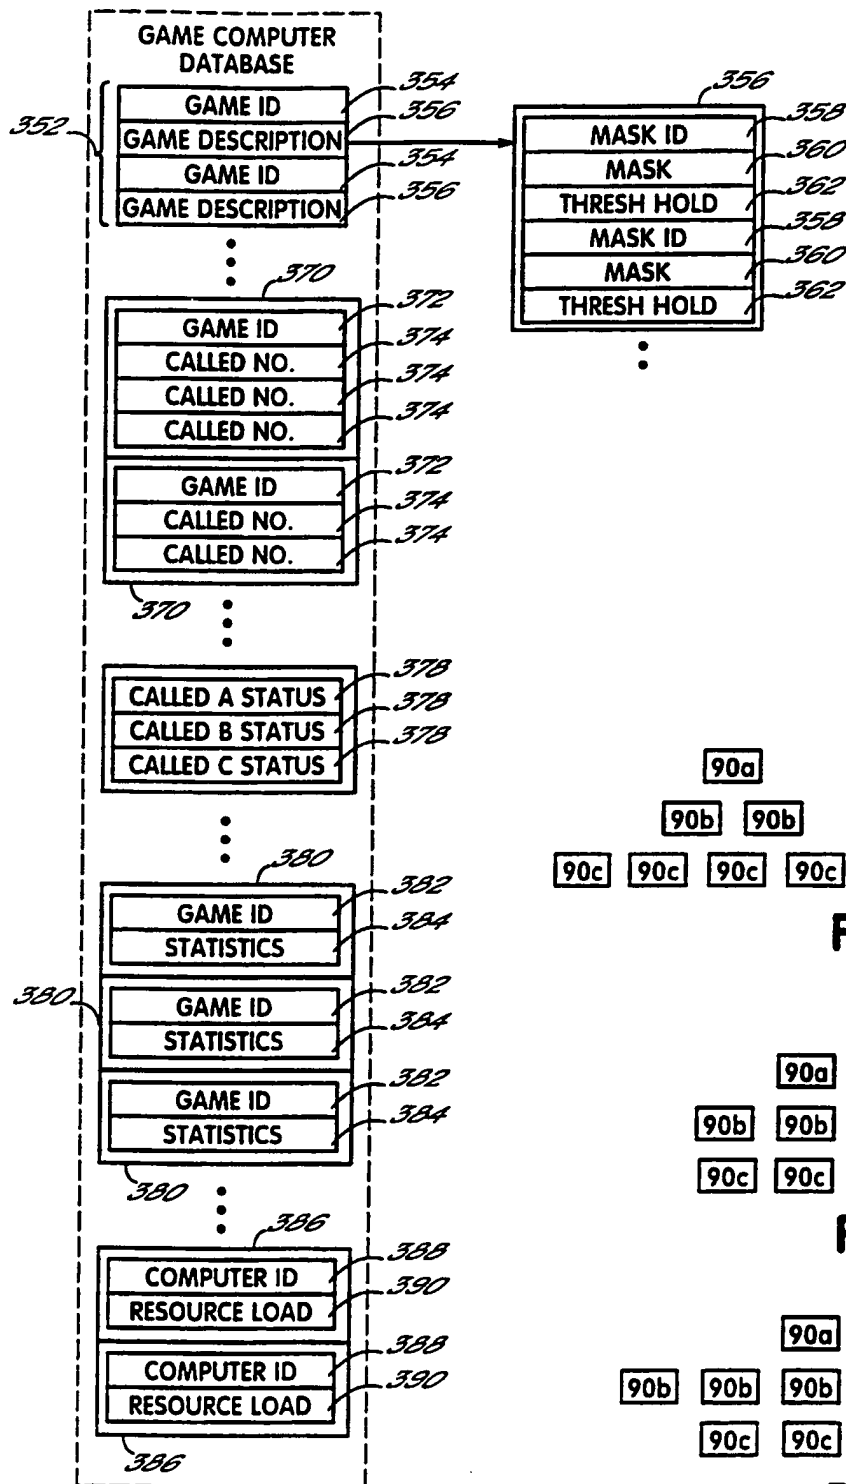 GAME COMPUTER
DATABASE
352
GAME ID 354
GAME DESCRIPTION 356
GAME ID 354
GAME DESCRIPTION 356
356
MASK ID 358
MASK 360
THRESH HOLD 362
MASK ID 358
MASK 360
THRESH HOLD 362
370
GAME ID 372
CALLED NO. 374
CALLED NO. 374
CALLED NO. 374
GAME ID 372
CALLED NO. 374
CALLED NO. 374
370
CALLED A STATUS 378
CALLED B STATUS 378
CALLED C STATUS 378
380
GAME ID 382
STATISTICS 384
380
GAME ID 382
STATISTICS 384
GAME ID 382
STATISTICS 384
380
386
COMPUTER ID 388
RESOURCE LOAD 390
COMPUTER ID 388
RESOURCE LOAD 390
386
90a
90b 90b
90c 90c 90c 90c
90a
90b 90b
90c 90c
90a
90b 90b 90b
90c 90c